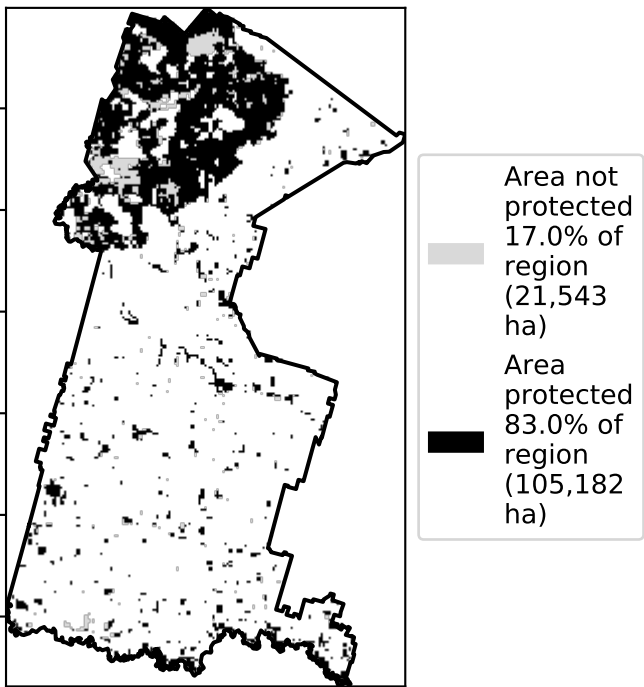 Area not
protected
17.0% of
region
(21,543
ha)
Area
protected
83.0% of
region
(105,182
ha)